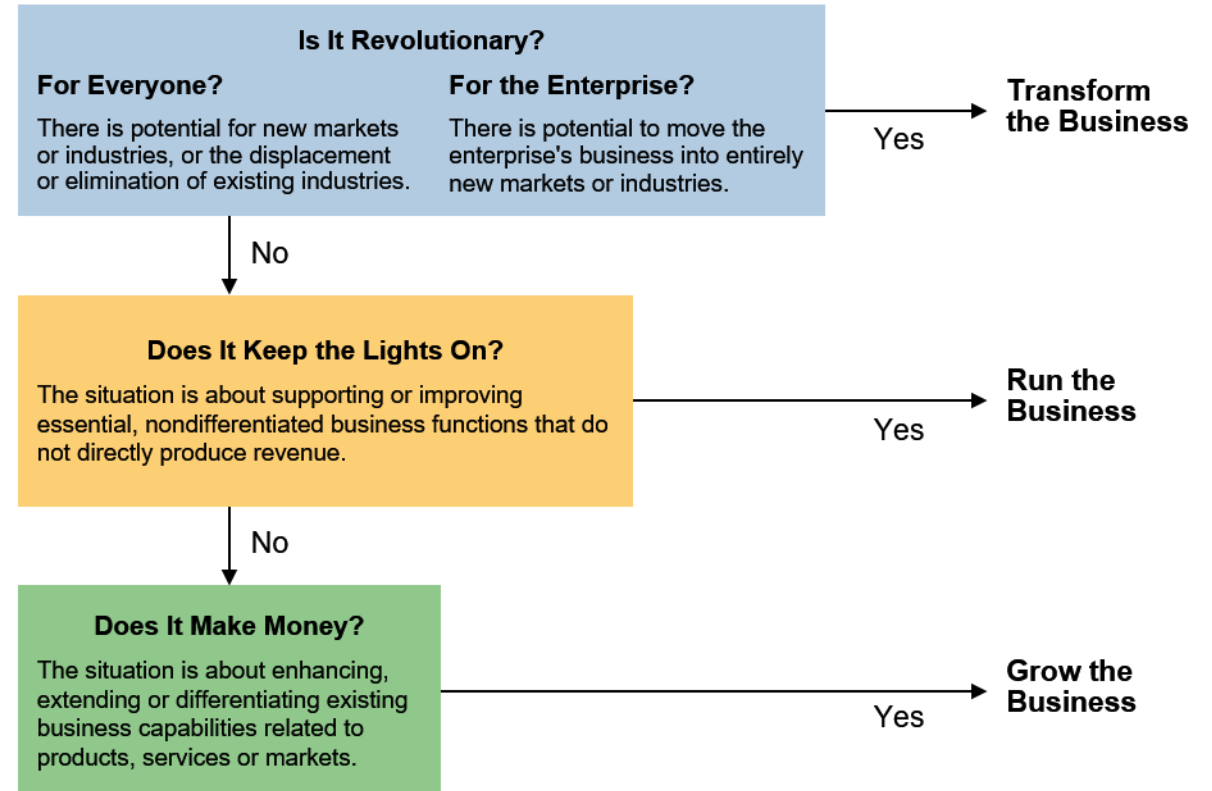 Is It Revolutionary?
For Everyone?
There is potential for new markets
or industries, or the displacement
or elimination of existing industries.
For the Enterprise?
There is potential to move the
enterprise's business into entirely
new markets or industries.
Yes
Transform
the Business
No
Does It Keep the Lights On?
The situation is about supporting or improving
essential, nondifferentiated business functions that do
not directly produce revenue.
Yes
Run the
Business
No
Does It Make Money?
The situation is about enhancing,
extending or differentiating existing
business capabilities related to
products, services or markets.
Yes
Grow the
Business